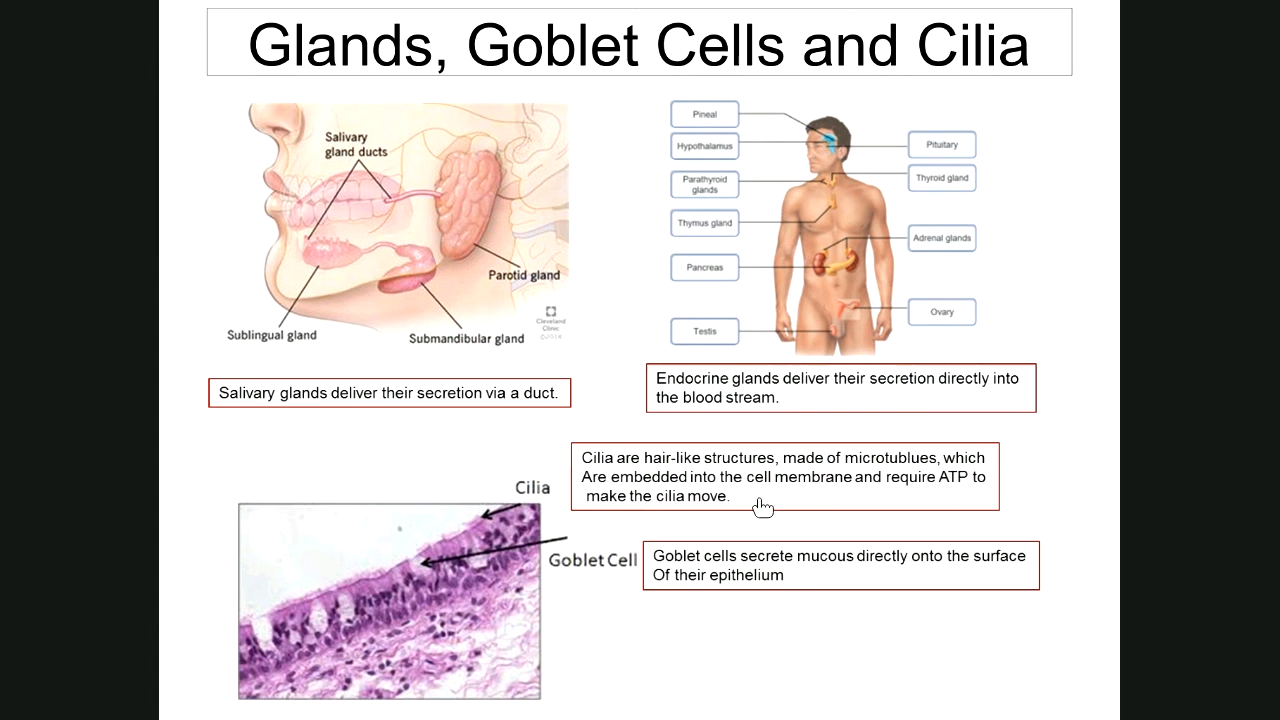 Glands, Goblet Cells and Cilia
Salivary
gland ducts
Parotid gland
Sublingual gland
Submandibular gland
Cleveland
Clinic
©2014
Pineal
Hypothalamus
Parathyroid
glands
Thymus gland
Pancreas
Testis
Pituitary
Thyroid gland
Adrenal glands
Ovary
Salivary glands deliver their secretion via a duct.
Endocrine glands deliver their secretion directly into
the blood stream.
Cilia are hair-like structures, made of microtublues, which
Are embedded into the cell membrane and require ATP to
make the cilia move.
Cilia
Goblet Cell
Goblet cells secrete mucous directly onto the surface
Of their epithelium